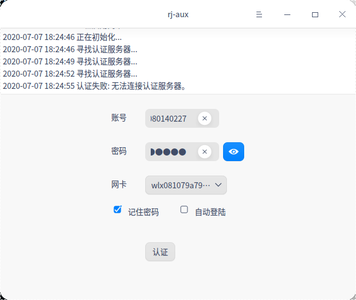 rj-aux
2020-07-07 18:24:46 正在初始化...
2020-07-07 18:24:46 寻找认证服务器...
2020-07-07 18:24:49 寻找认证服务器...
2020-07-07 18:24:52 寻找认证服务器...
2020-07-07 18:24:55 认证失败: 无法连接认证服务器。
账号 80140227
密码
网卡 wlx081079a79···
记住密码 自动登陆
认证